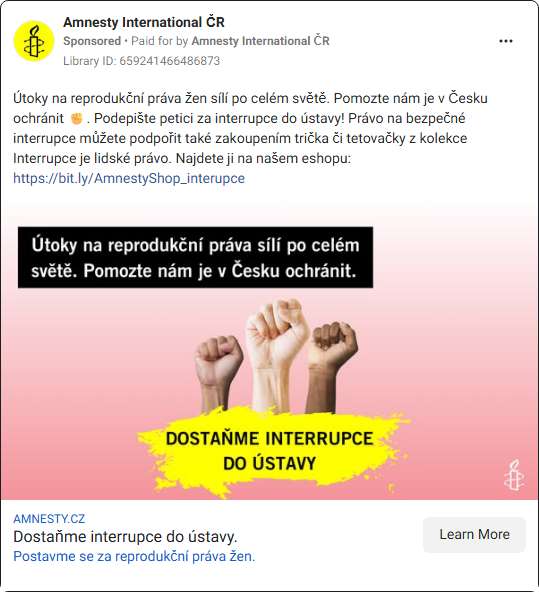 Amnesty International ČR
Sponsored • Paid for by Amnesty International ČR
Library ID: 659241466486873
Útoky na reprodukční práva žen sílí po celém světě. Pomozte nám je v Česku
ochránit ✊ . Podepište petici za interrupce do ústavy! Právo na bezpečné
interrupce můžete podpořit také zakoupením trička či tetovačky z kolekce
Interrupce je lidské právo. Najdete ji na našem eshopu:
https://bit.ly/AmnestyShop_interupce
Útoky na reprodukční práva sílí po celém
světě. Pomozte nám je v Česku ochránit.
DOSTAŇME INTERRUPCE
DO ÚSTAVY
AMNESTY.CZ
Dostaňme interrupce do ústavy.
Postavme se za reprodukční práva žen.
Learn More